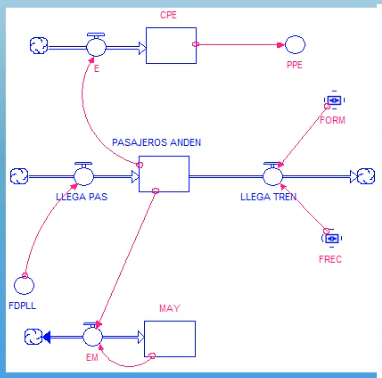 CPE
E
PPE
FORM
PASAJEROS ANDEN
LLEGA PAS
LLEGA TREN
FREC
FDPLL
MAY
EM